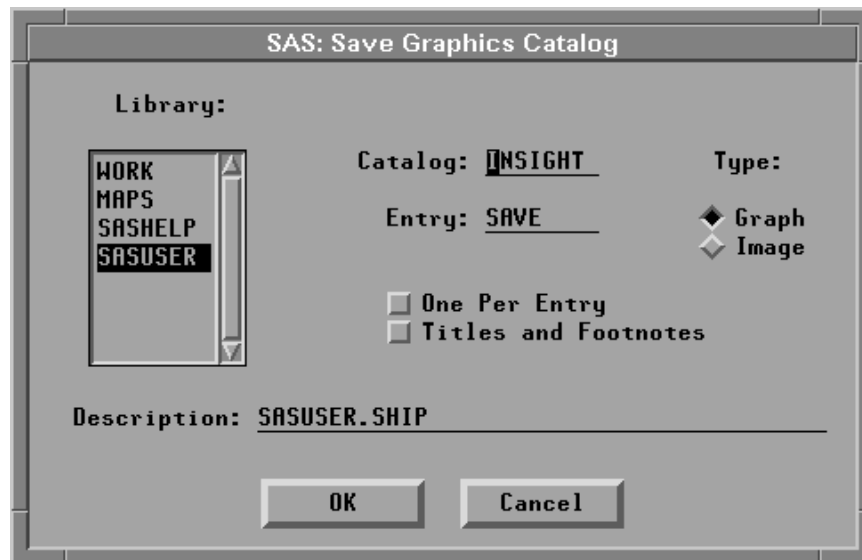 SAS: Save Graphics Catalog
Library:
WORK
MAPS
SASHELP
SASUSER
Catalog: INSIGHT
Entry: SAVE
Type:
Graph
Image
One Per Entry
Titles and Footnotes
Description: SASUSER.SHIP
OK
Cancel